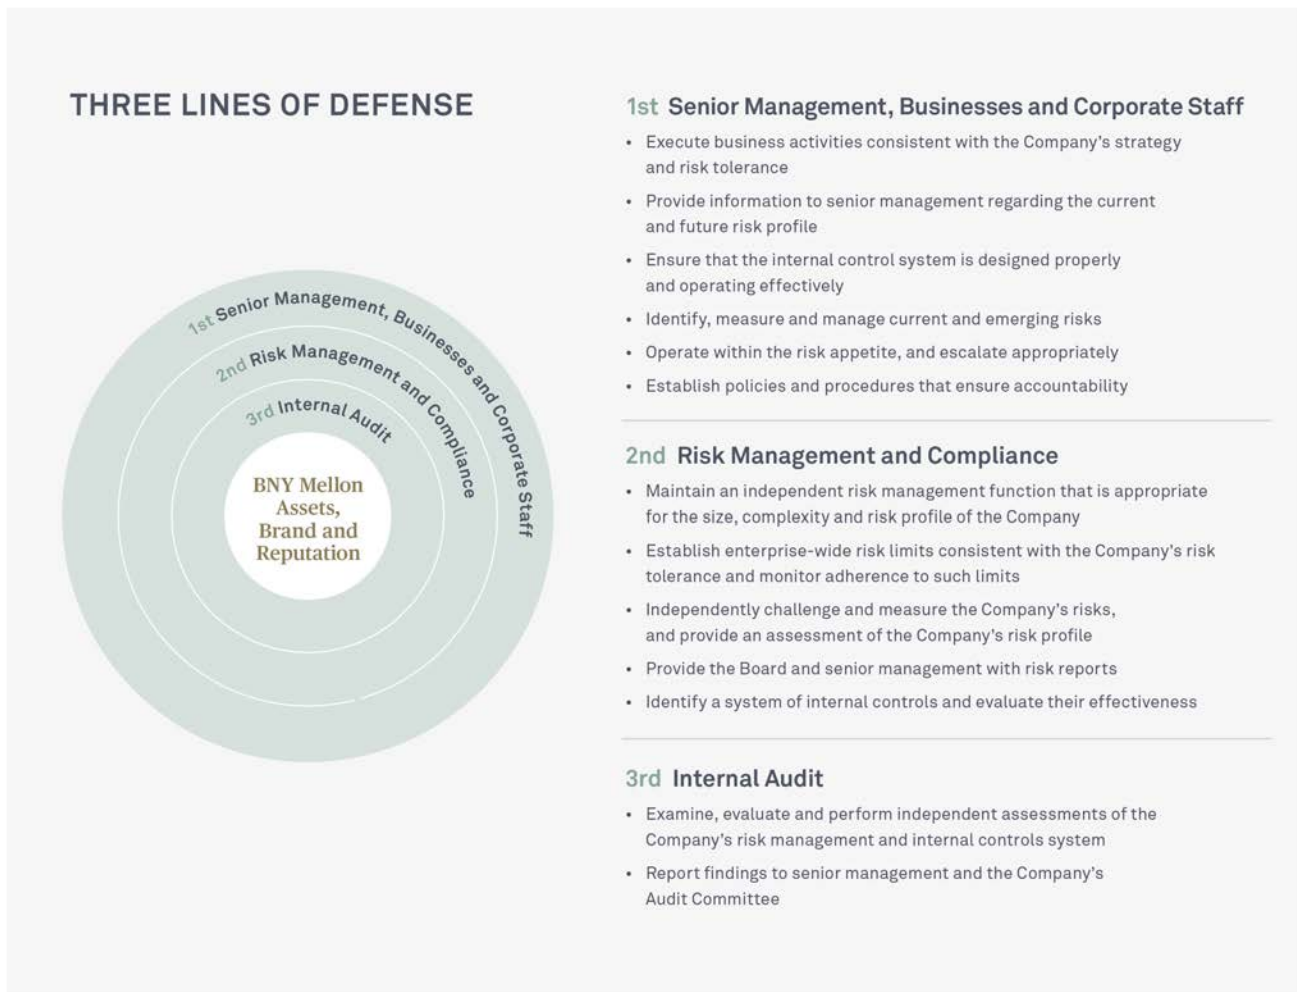 THREE LINES OF DEFENSE
1st Senior Management, Businesses and Corporate Staff
2nd Risk Management and Compliance
3rd Internal Audit
BNY Mellon
Assets,
Brand and
Reputation
1st Senior Management, Businesses and Corporate Staff
• Execute business activities consistent with the Company’s strategy
and risk tolerance
• Provide information to senior management regarding the current
and future risk profile
• Ensure that the internal control system is designed properly
and operating effectively
• Identify, measure and manage current and emerging risks
• Operate within the risk appetite, and escalate appropriately
• Establish policies and procedures that ensure accountability
2nd Risk Management and Compliance
• Maintain an independent risk management function that is appropriate
for the size, complexity and risk profile of the Company
• Establish enterprise-wide risk limits consistent with the Company’s risk
tolerance and monitor adherence to such limits
• Independently challenge and measure the Company’s risks,
and provide an assessment of the Company’s risk profile
• Provide the Board and senior management with risk reports
• Identify a system of internal controls and evaluate their effectiveness
3rd Internal Audit
• Examine, evaluate and perform independent assessments of the
Company’s risk management and internal controls system
• Report findings to senior management and the Company’s
Audit Committee